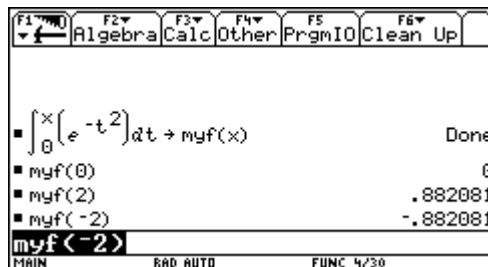 F1▼ F2▼ F3▼ F4▼ F5 F6▼
Algebra Calc Other PrgmIO Clean Up
▪ ∫₀ˣ(e^-t²)dt → myf(x) Done
▪ myf(0) 0
▪ myf(2) .882081
▪ myf(-2) -.882081
myf(-2)
MAIN RAD AUTO FUNC 4/30